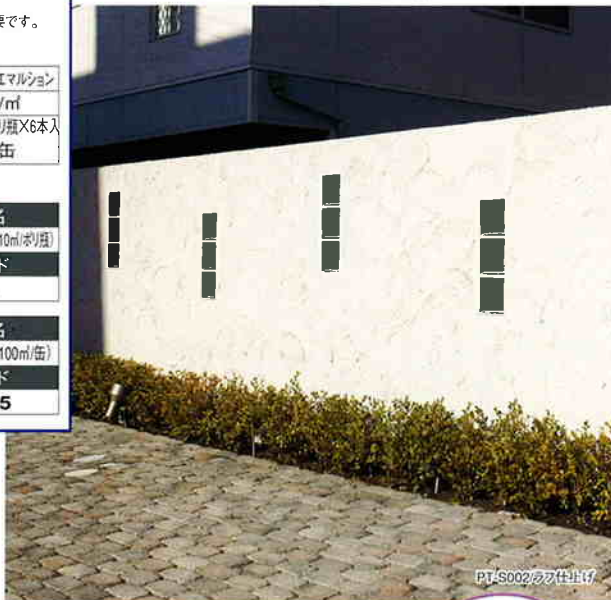 要です。
エマルション
/㎡
リ瓶×6本入
缶
名
10㎡/ポリ瓶)
ド
名
100㎡/缶)
ド
5
PT-S002/ラフ仕上げ